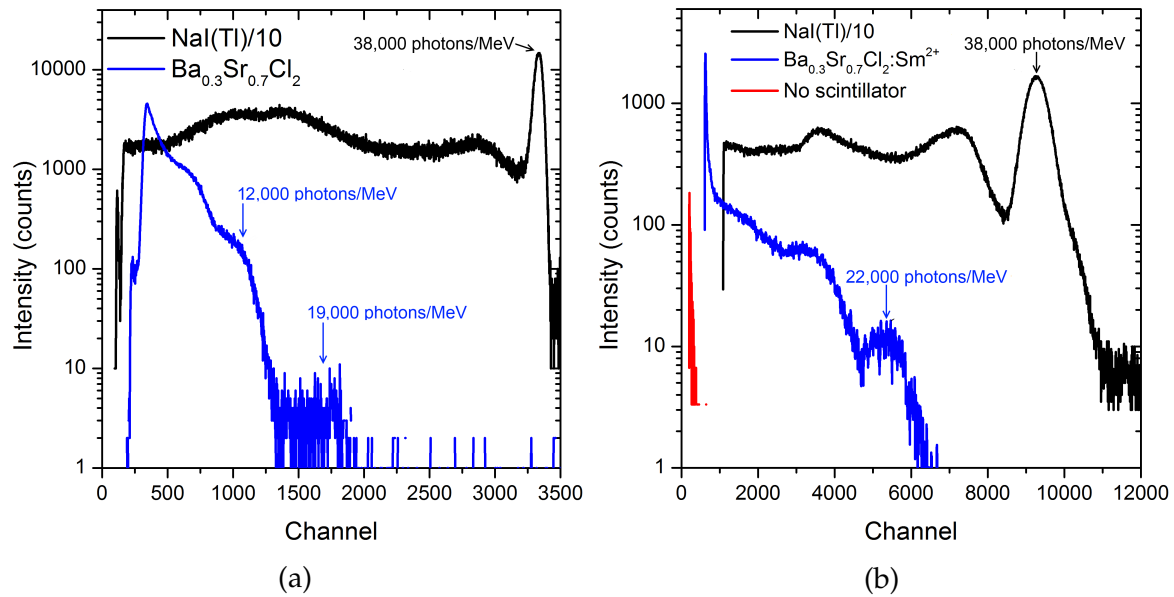 NaI(Tl)/10
Ba0.3Sr0.7Cl2
38,000 photons/MeV
12,000 photons/MeV
19,000 photons/MeV
10000
1000
100
10
1
Intensity (counts)
0 500 1000 1500 2000 2500 3000 3500
Channel
(a)
NaI(Tl)/10
Ba0.3Sr0.7Cl2:Sm2+
No scintillator
38,000 photons/MeV
22,000 photons/MeV
1000
100
10
1
Intensity (counts)
0 2000 4000 6000 8000 10000 12000
Channel
(b)